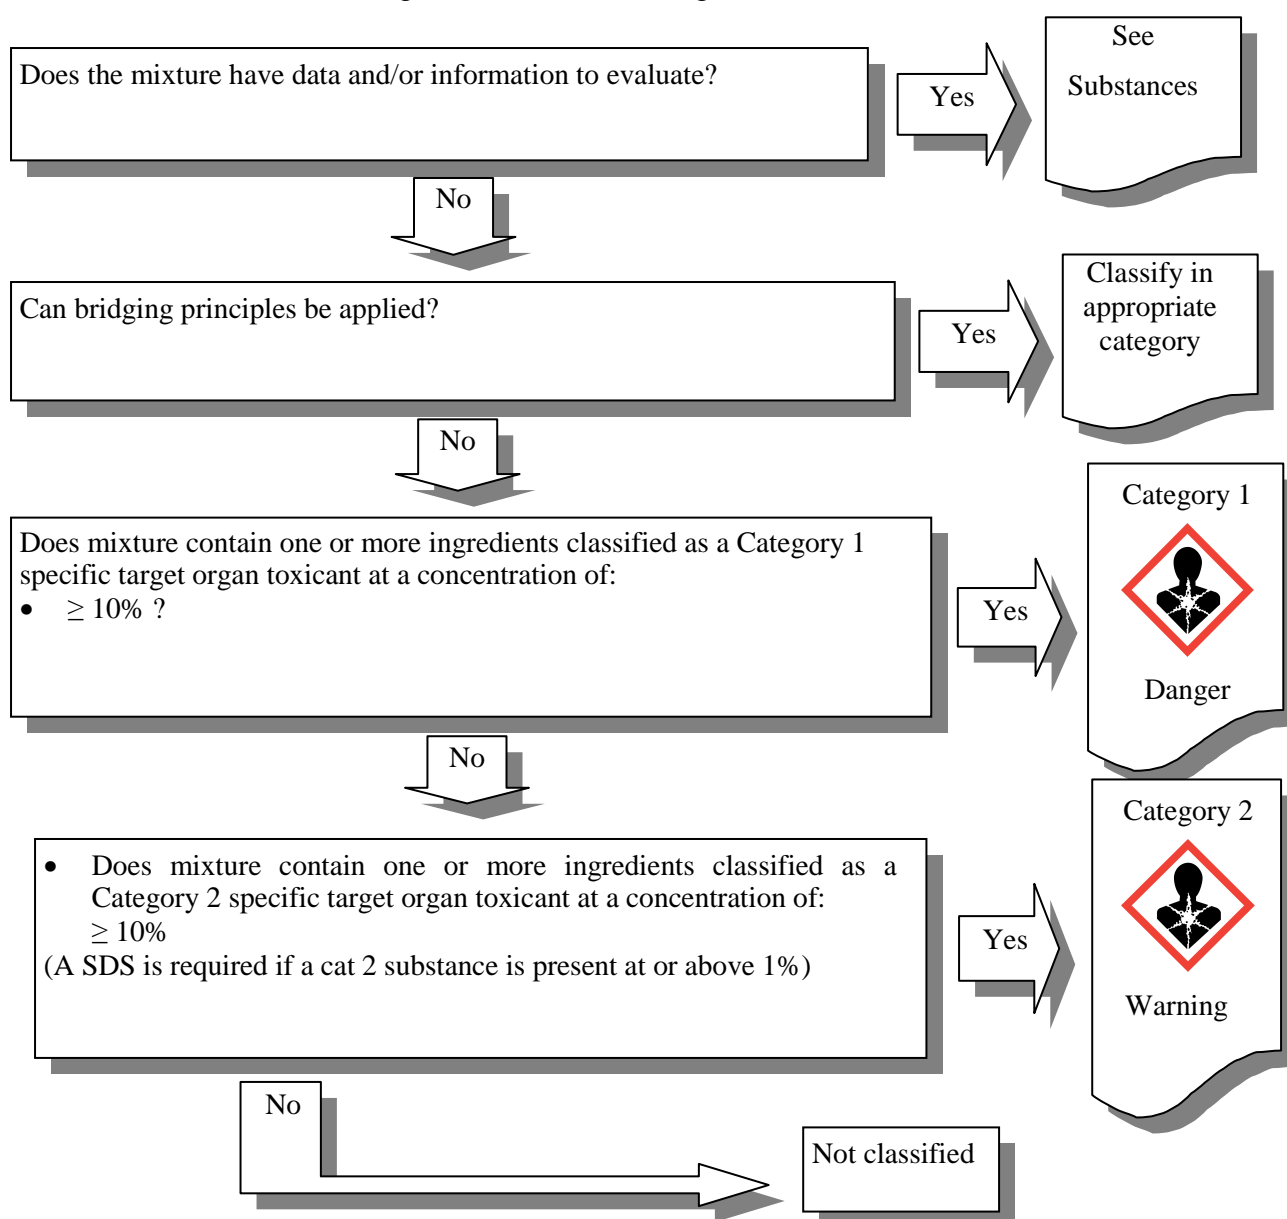 Does the mixture have data and/or information to evaluate?
Yes
See
Substances
No
Can bridging principles be applied?
Yes
Classify in
appropriate
category
No
Does mixture contain one or more ingredients classified as a Category 1
specific target organ toxicant at a concentration of:
• ≥ 10% ?
Yes
Category 1
Danger
No
• Does mixture contain one or more ingredients classified as a
Category 2 specific target organ toxicant at a concentration of:
≥ 10%
(A SDS is required if a cat 2 substance is present at or above 1%)
Yes
Category 2
Warning
No
Not classified